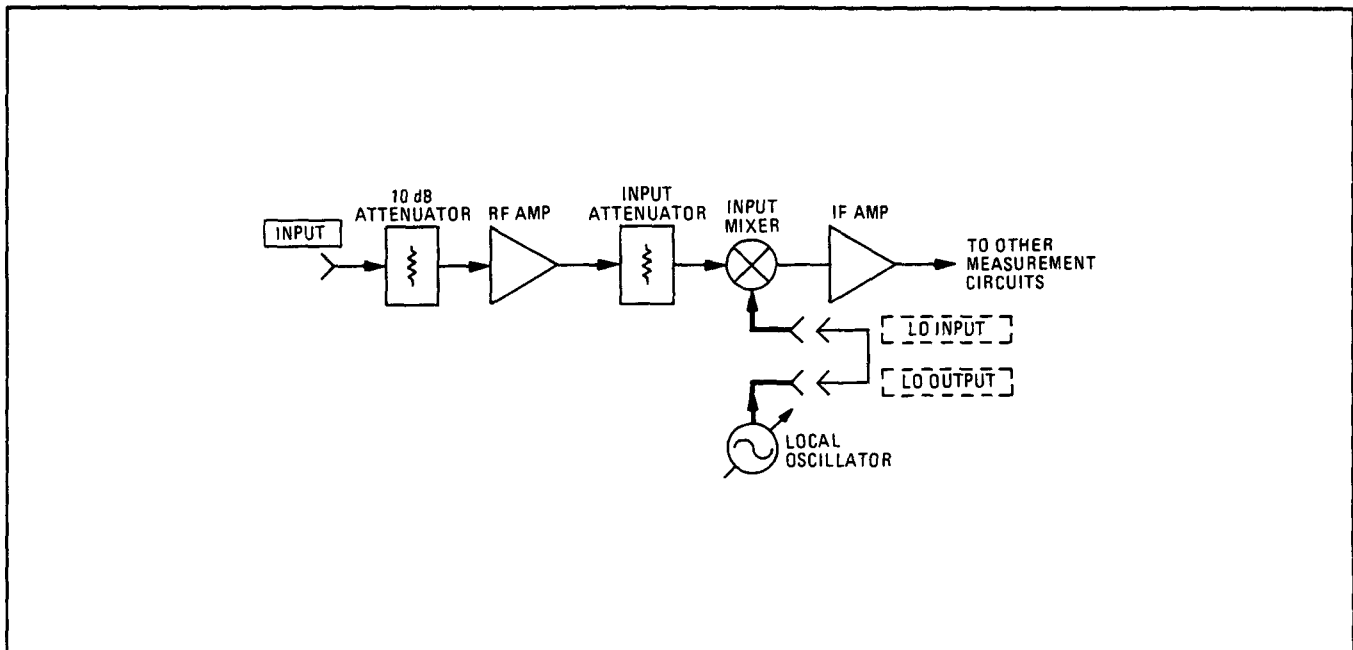 10 dB
ATTENUATOR
RF AMP
INPUT
ATTENUATOR
INPUT
MIXER
IF AMP
INPUT
TO OTHER
MEASUREMENT
CIRCUITS
LO INPUT
LO OUTPUT
LOCAL
OSCILLATOR